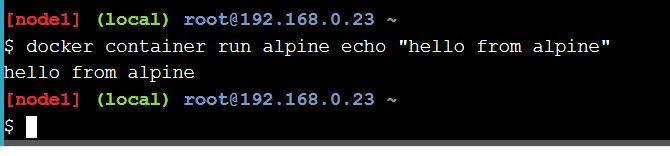 [node1] (local) root@192.168.0.23 ~
$ docker container run alpine echo "hello from alpine"
hello from alpine
[node1] (local) root@192.168.0.23 ~
$